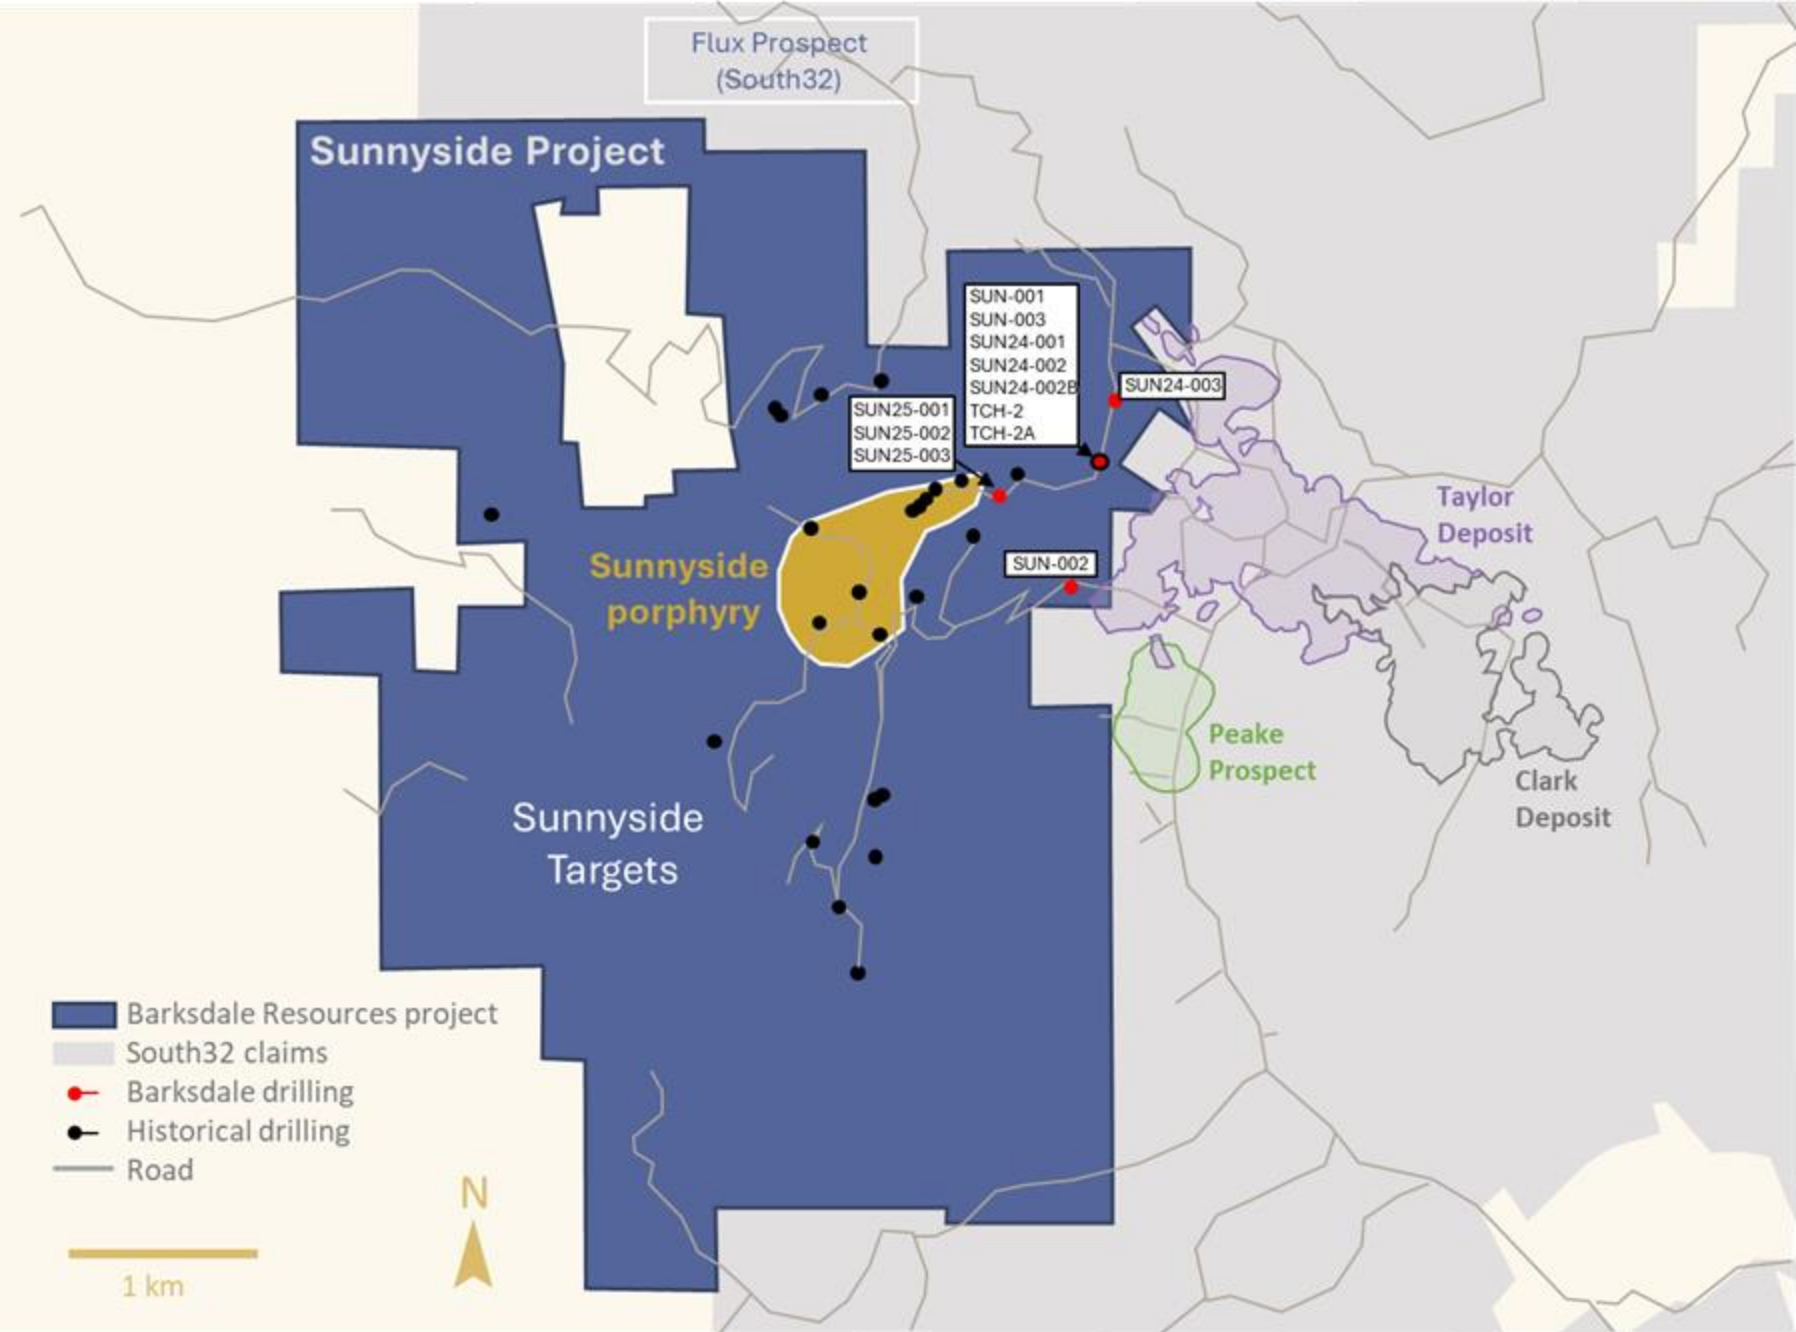 Flux Prospect
(South32)
Sunnyside Project
SUN-001
SUN-003
SUN24-001
SUN24-002
SUN24-002B
TCH-2
TCH-2A
SUN24-003
SUN25-001
SUN25-002
SUN25-003
Taylor
Deposit
SUN-002
Sunnyside
porphyry
Peake
Prospect
Clark
Deposit
Sunnyside
Targets
Barksdale Resources project
South32 claims
Barksdale drilling
Historical drilling
Road
N
1 km